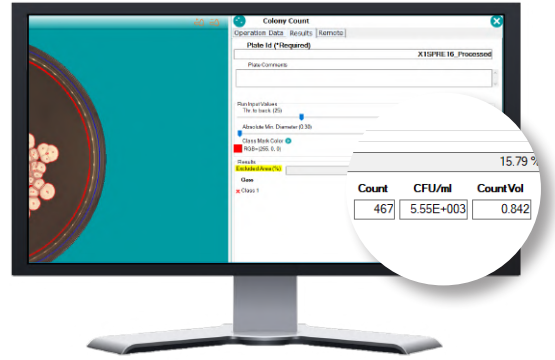 Colony Count
Operation Data Results Remote
Plate Id (*Required)
X1SPRE16_Processed
Plate Comments
Run Input Values
Thr. to back. (25)
Absolute Min. Diameter (0.30)
Class Mark Color
RGB=(255, 0, 0)
Results
Excluded Area (%)
15.79 %
Class
Class 1
Count CFU/ml CountVol
467 5.55E+003 0.842